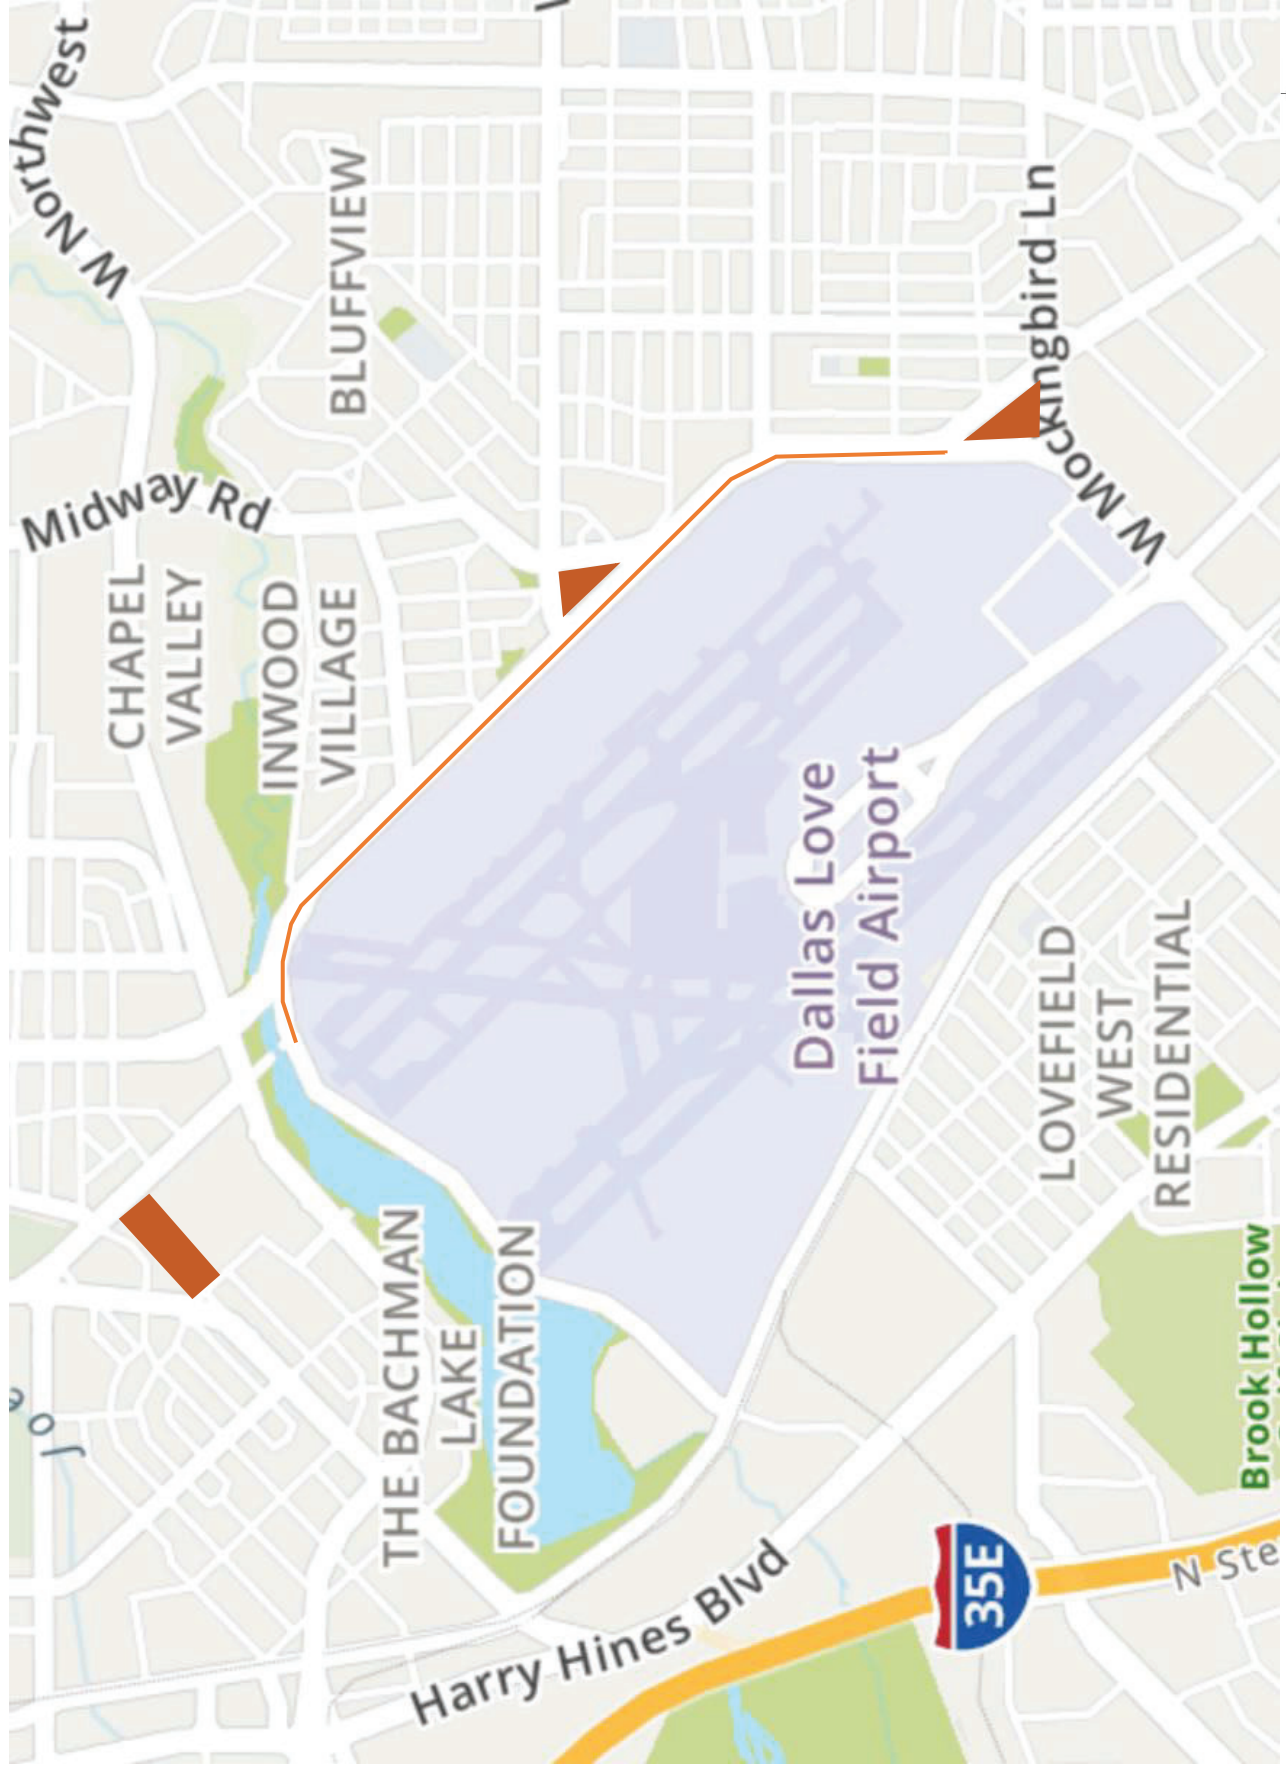 W Northwest
BLUFFVIEW
W Mockingbird Ln
Midway Rd
CHAPEL
VALLEY
INWOOD
VILLAGE
Dallas Love
Field Airport
LOVEFIELD
WEST
RESIDENTIAL
THE BACHMAN
LAKE
FOUNDATION
Brook Hollow
Joe
Harry Hines Blvd
35E
N Ste